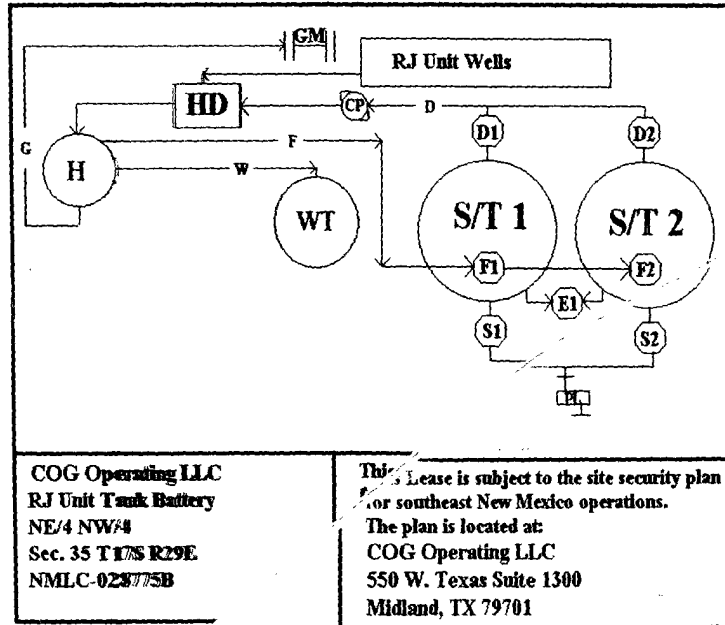 GM
RJ Unit Wells
HD
CP
D
D1
D2
G
H
F
W
WT
S/T 1
S/T 2
F1
F2
E1
S1
S2
PL
COG Operating LLC
RJ Unit Tank Battery
NE/4 NW/4
Sec. 35 T17S R29E
NMLC-028775B
This Lease is subject to the site security plan
for southeast New Mexico operations.
The plan is located at:
COG Operating LLC
550 W. Texas Suite 1300
Midland, TX 79701